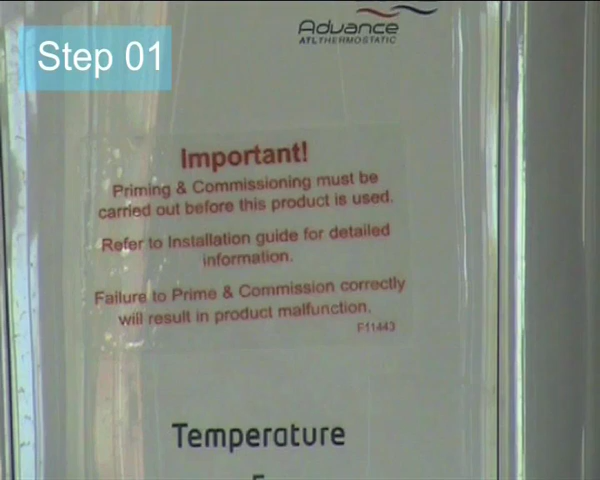 Advance
ATL THERMOSTATIC
Step 01
Important!
Priming & Commissioning must be
carried out before this product is used.
Refer to Installation guide for detailed
information.
Failure to Prime & Commission correctly
will result in product malfunction.
F11443
Temperature